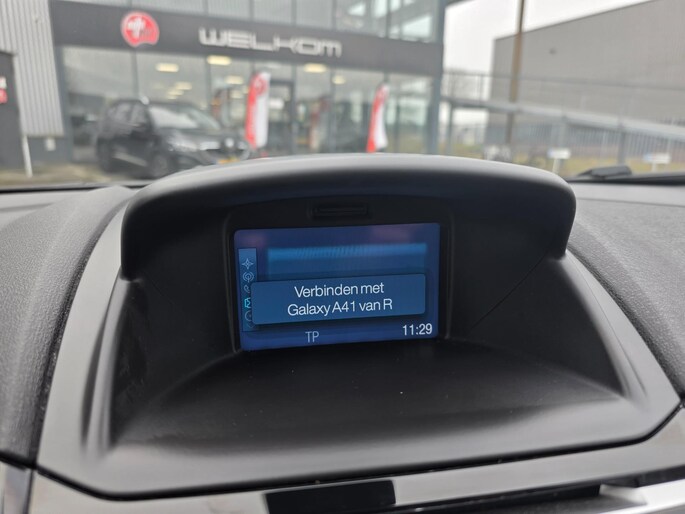 WELKOM
Verbinden met
Galaxy A41 van R
TP
11:29